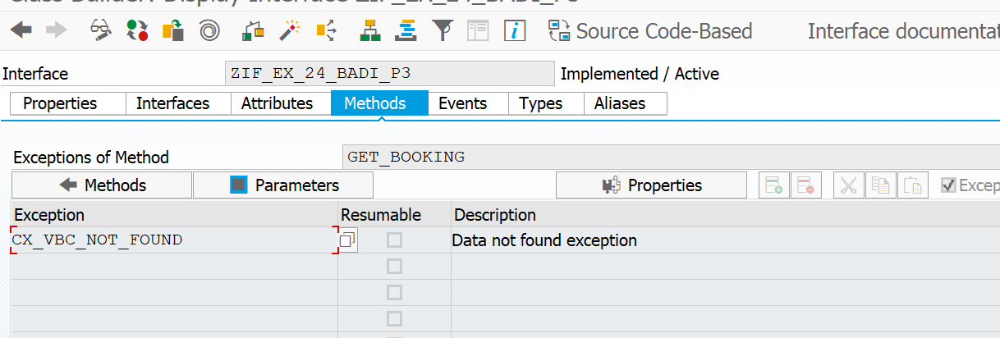 Class Builder: Display Interface ZIF_EX_24_BADI_P3
Source Code-Based Interface documentat
Interface ZIF_EX_24_BADI_P3 Implemented / Active
Properties Interfaces Attributes Methods Events Types Aliases
Exceptions of Method GET_BOOKING
Methods Parameters Properties Excep
Exception Resumable Description
CX_VBC_NOT_FOUND Data not found exception